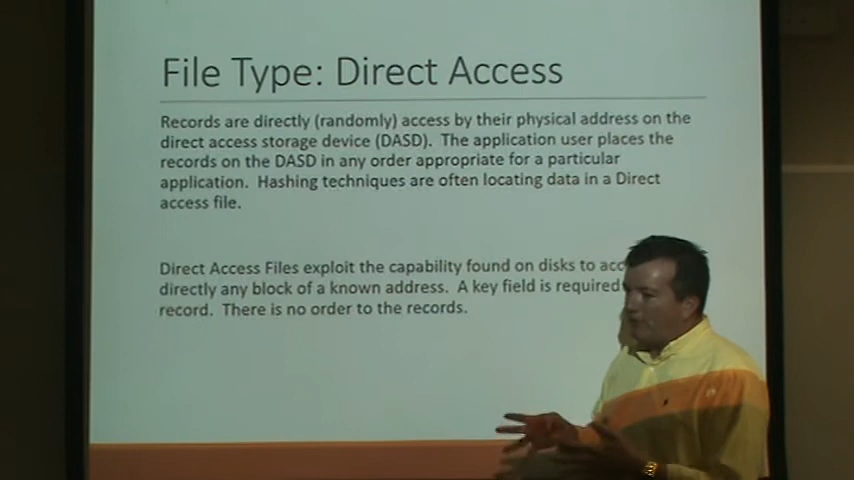 File Type: Direct Access
Records are directly (randomly) access by their physical address on the
direct access storage device (DASD). The application user places the
records on the DASD in any order appropriate for a particular
application. Hashing techniques are often locating data in a Direct
access file.
Direct Access Files exploit the capability found on disks to
directly any block of a known address. A key field is required
record. There is no order to the records.